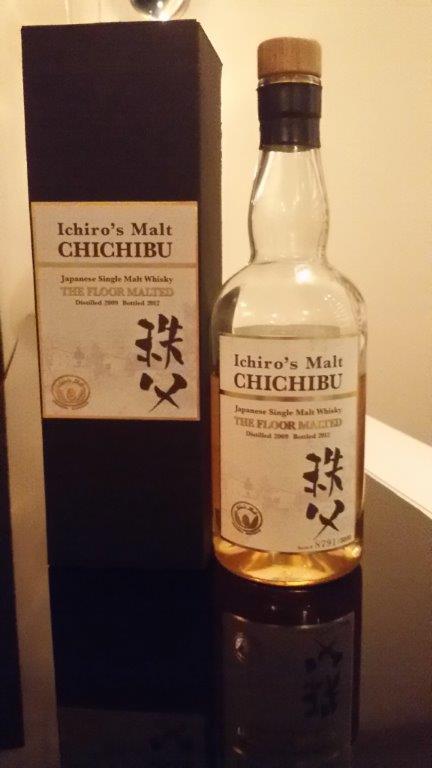 Ichiro's Malt
CHICHIBU
Japanese Single Malt Whisky
THE FLOOR MALTED
Distilled 2009 Bottled 2012
秩父
Ichiro's Malt
CHICHIBU
Japanese Single Malt Whisky
THE FLOOR MALTED
Distilled 2009 Bottled 2012
秩父
8791